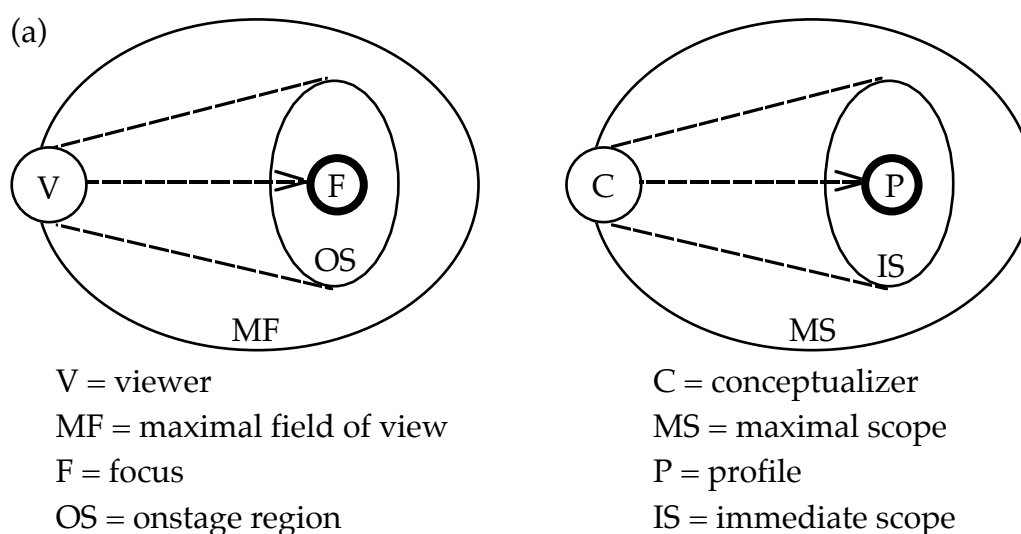 (a)
V
F
OS
MF
C
P
IS
MS
V = viewer
MF = maximal field of view
F = focus
OS = onstage region
C = conceptualizer
MS = maximal scope
P = profile
IS = immediate scope